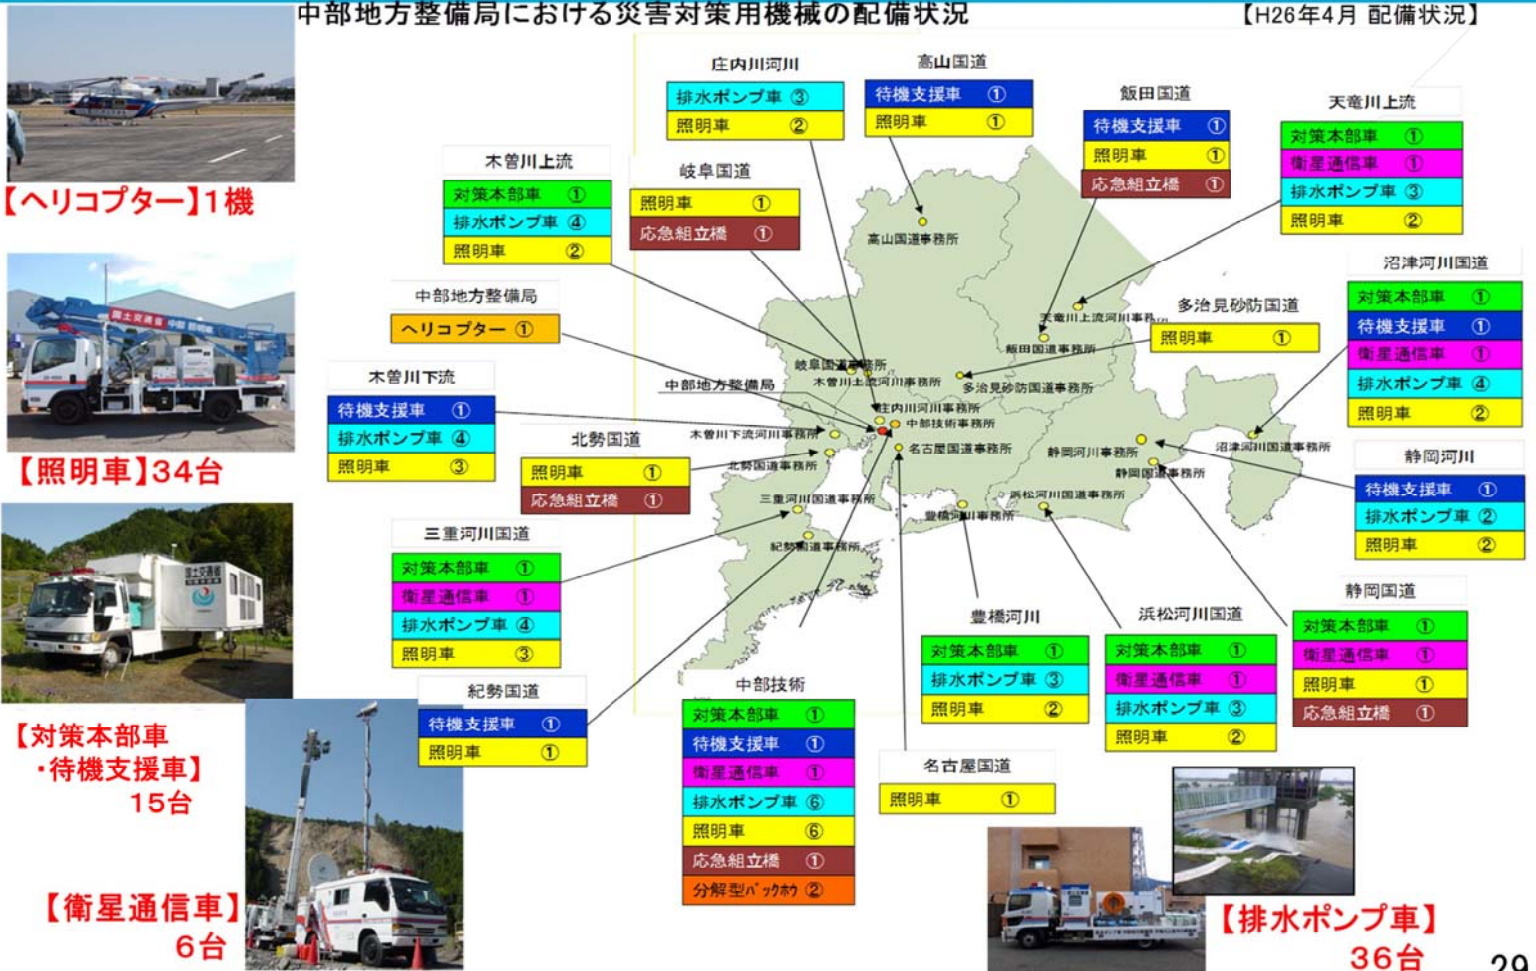 中部地方整備局における災害対策用機械の配備状況
【H26年4月 配備状況】
【ヘリコプター】1機
国土交通省 中部 照明車
【照明車】34台
国土交通省
【対策本部車
・待機支援車】
15台
【衛星通信車】
6台
庄内川河川
排水ポンプ車 ③
照明車 ②
高山国道
待機支援車 ①
照明車 ①
飯田国道
待機支援車 ①
照明車 ①
応急組立橋 ①
天竜川上流
対策本部車 ①
衛星通信車 ①
排水ポンプ車 ③
照明車 ②
木曽川上流
対策本部車 ①
排水ポンプ車 ④
照明車 ②
岐阜国道
照明車 ①
応急組立橋 ①
中部地方整備局
ヘリコプター ①
多治見砂防国道
照明車 ①
沼津河川国道
対策本部車 ①
待機支援車 ①
衛星通信車 ①
排水ポンプ車 ④
照明車 ②
木曽川下流
待機支援車 ①
排水ポンプ車 ④
照明車 ③
北勢国道
照明車 ①
応急組立橋 ①
静岡河川
待機支援車 ①
排水ポンプ車 ②
照明車 ②
三重河川国道
対策本部車 ①
衛星通信車 ①
排水ポンプ車 ④
照明車 ③
紀勢国道
待機支援車 ①
照明車 ①
中部技術
対策本部車 ①
待機支援車 ①
衛星通信車 ①
排水ポンプ車 ⑥
照明車 ⑥
応急組立橋 ①
分解型バックホウ ②
名古屋国道
照明車 ①
豊橋河川
対策本部車 ①
排水ポンプ車 ③
照明車 ②
浜松河川国道
対策本部車 ①
衛星通信車 ①
排水ポンプ車 ③
照明車 ②
静岡国道
対策本部車 ①
衛星通信車 ①
照明車 ①
応急組立橋 ①
高山国道事務所
天竜川上流河川事務所
飯田国道事務所
岐阜国道事務所
木曽川上流河川事務所
多治見砂防国道事務所
中部地方整備局
庄内川河川事務所
中部技術事務所
木曽川下流河川事務所
名古屋国道事務所
北勢国道事務所
静岡河川事務所
静岡国道事務所
沼津河川国道事務所
三重河川国道事務所
浜松河川国道事務所
豊橋河川事務所
紀勢国道事務所
【排水ポンプ車】
36台
29